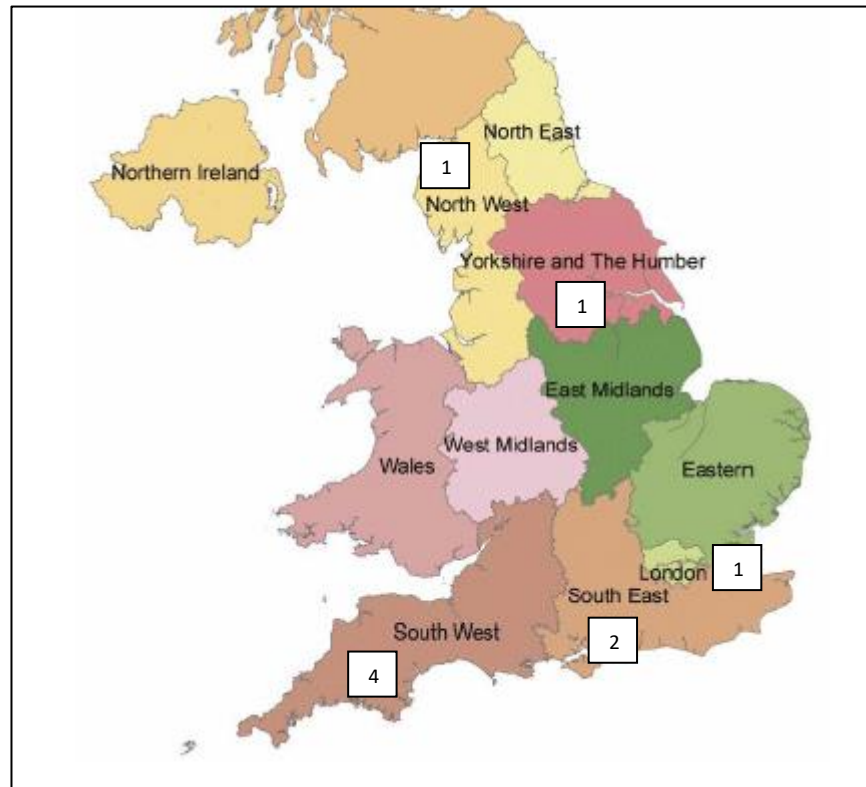 North East
Northern Ireland
1
North West
Yorkshire and The Humber
1
East Midlands
West Midlands
Wales
Eastern
London
1
South East
South West
2
4